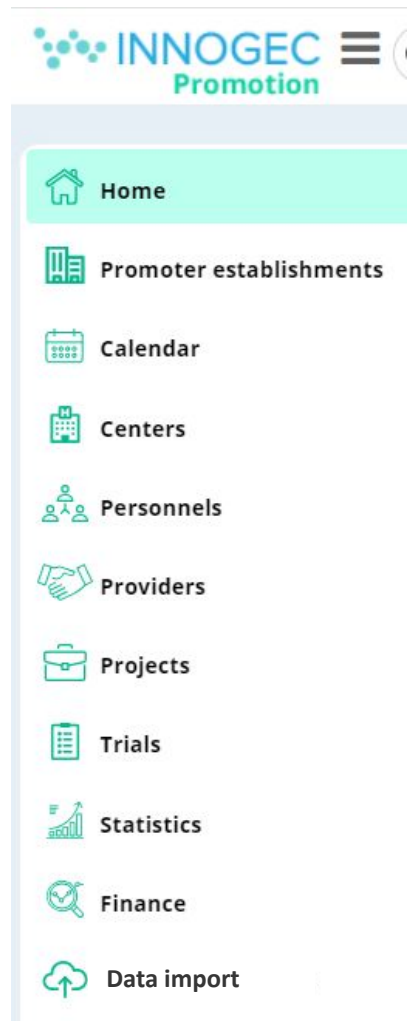 INNOGEC
Promotion
Home
Promoter establishments
Calendar
Centers
Personnels
Providers
Projects
Trials
Statistics
Finance
Data import